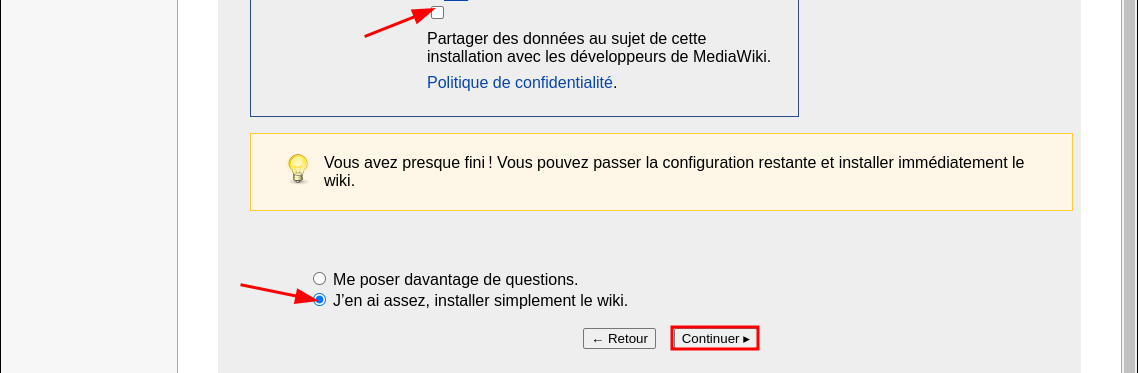 Partager des données au sujet de cette
installation avec les développeurs de MediaWiki.
Politique de confidentialité.
Vous avez presque fini ! Vous pouvez passer la configuration restante et installer immédiatement le
wiki.
Me poser davantage de questions.
J’en ai assez, installer simplement le wiki.
← Retour Continuer ▸